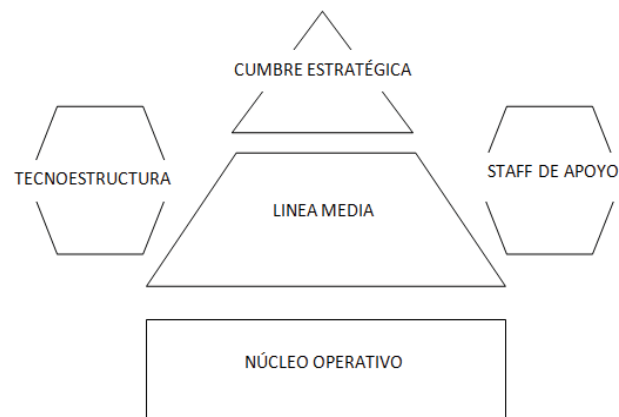 CUMBRE ESTRATÉGICA
TECNOESTRUCTURA
STAFF DE APOYO
LINEA MEDIA
NÚCLEO OPERATIVO